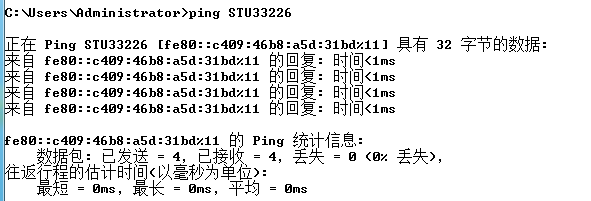 C:\Users\Administrator>ping STU33226
正在 Ping STU33226 [fe80::c409:46b8:a5d:31bd%11] 具有 32 字节的数据:
来自 fe80::c409:46b8:a5d:31bd%11 的回复: 时间<1ms
来自 fe80::c409:46b8:a5d:31bd%11 的回复: 时间<1ms
来自 fe80::c409:46b8:a5d:31bd%11 的回复: 时间<1ms
来自 fe80::c409:46b8:a5d:31bd%11 的回复: 时间<1ms
fe80::c409:46b8:a5d:31bd%11 的 Ping 统计信息:
数据包: 已发送 = 4, 已接收 = 4, 丢失 = 0 (0% 丢失),
往返行程的估计时间(以毫秒为单位):
最短 = 0ms, 最长 = 0ms, 平均 = 0ms